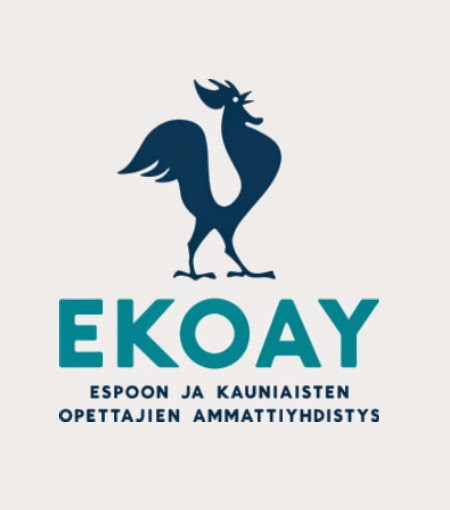 EKOAY
ESPOON JA KAUNIAISTEN
OPETTAJIEN AMMATTIYHDISTYS